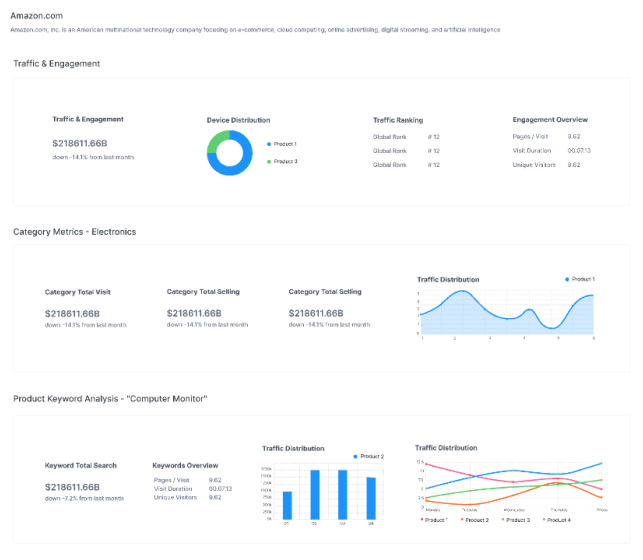 Amazon.com
Amazon.com, Inc. is an American multinational technology company focusing on e-commerce, cloud computing, online advertising, digital streaming, and artificial intelligence
Traffic & Engagement
Traffic & Engagement
$218611.66B
down -14.1% from last month
Device Distribution
Product 1
Product 3
Traffic Ranking
Global Rank # 12
Global Rank # 12
Global Rank # 12
Engagement Overview
Pages / Visit 9.62
Visit Duration 00.07.13
Unique Visitors 9.62
Category Metrics - Electronics
Category Total Visit
$218611.66B
down -14.1% from last month
Category Total Selling
$218611.66B
down -14.1% from last month
Category Total Selling
$218611.66B
down -14.1% from last month
Traffic Distribution
Product 1
1 2 3 4 5 6
Product Keyword Analysis - "Computer Monitor"
Keyword Total Search
$218611.66B
down -7.2% from last month
Keywords Overview
Pages / Visit 9.62
Visit Duration 00.07.13
Unique Visitors 9.62
Traffic Distribution
Product 2
Traffic Distribution
Monday Tuesday Wednesday Thursday Friday
Product 1 Product 2 Product 3 Product 4